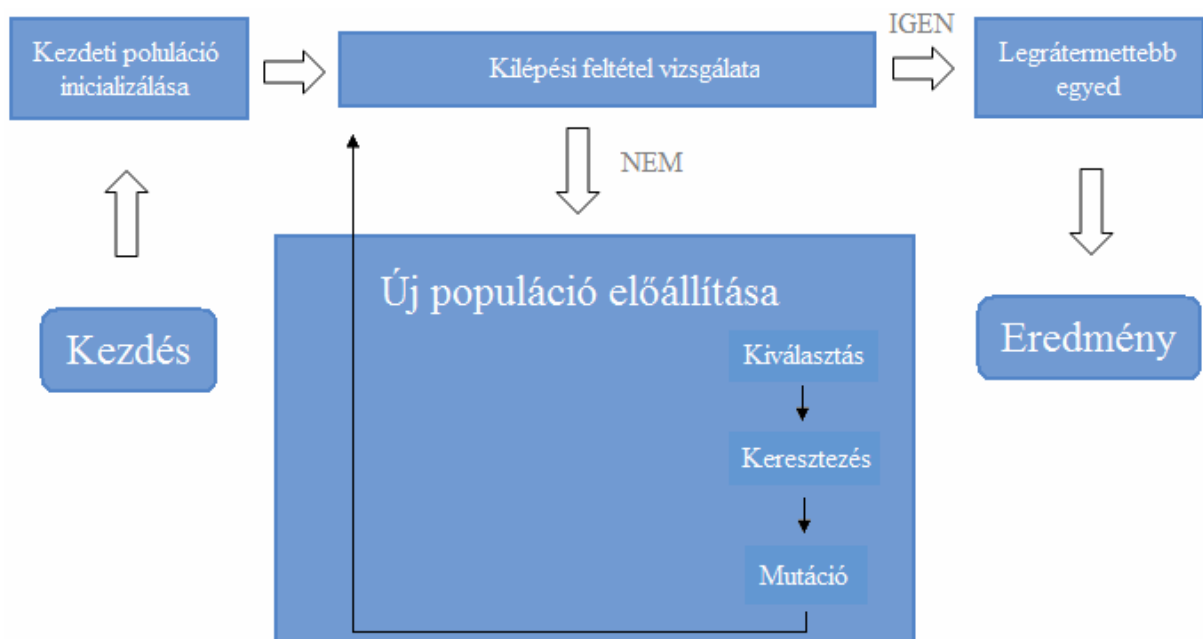 Kezdeti poluláció
inicializálása
Kilépési feltétel vizsgálata
IGEN
Legrátermettebb
egyed
NEM
Új populáció előállítása
Kezdés
Kiválasztás
Eredmény
Keresztezés
Mutáció